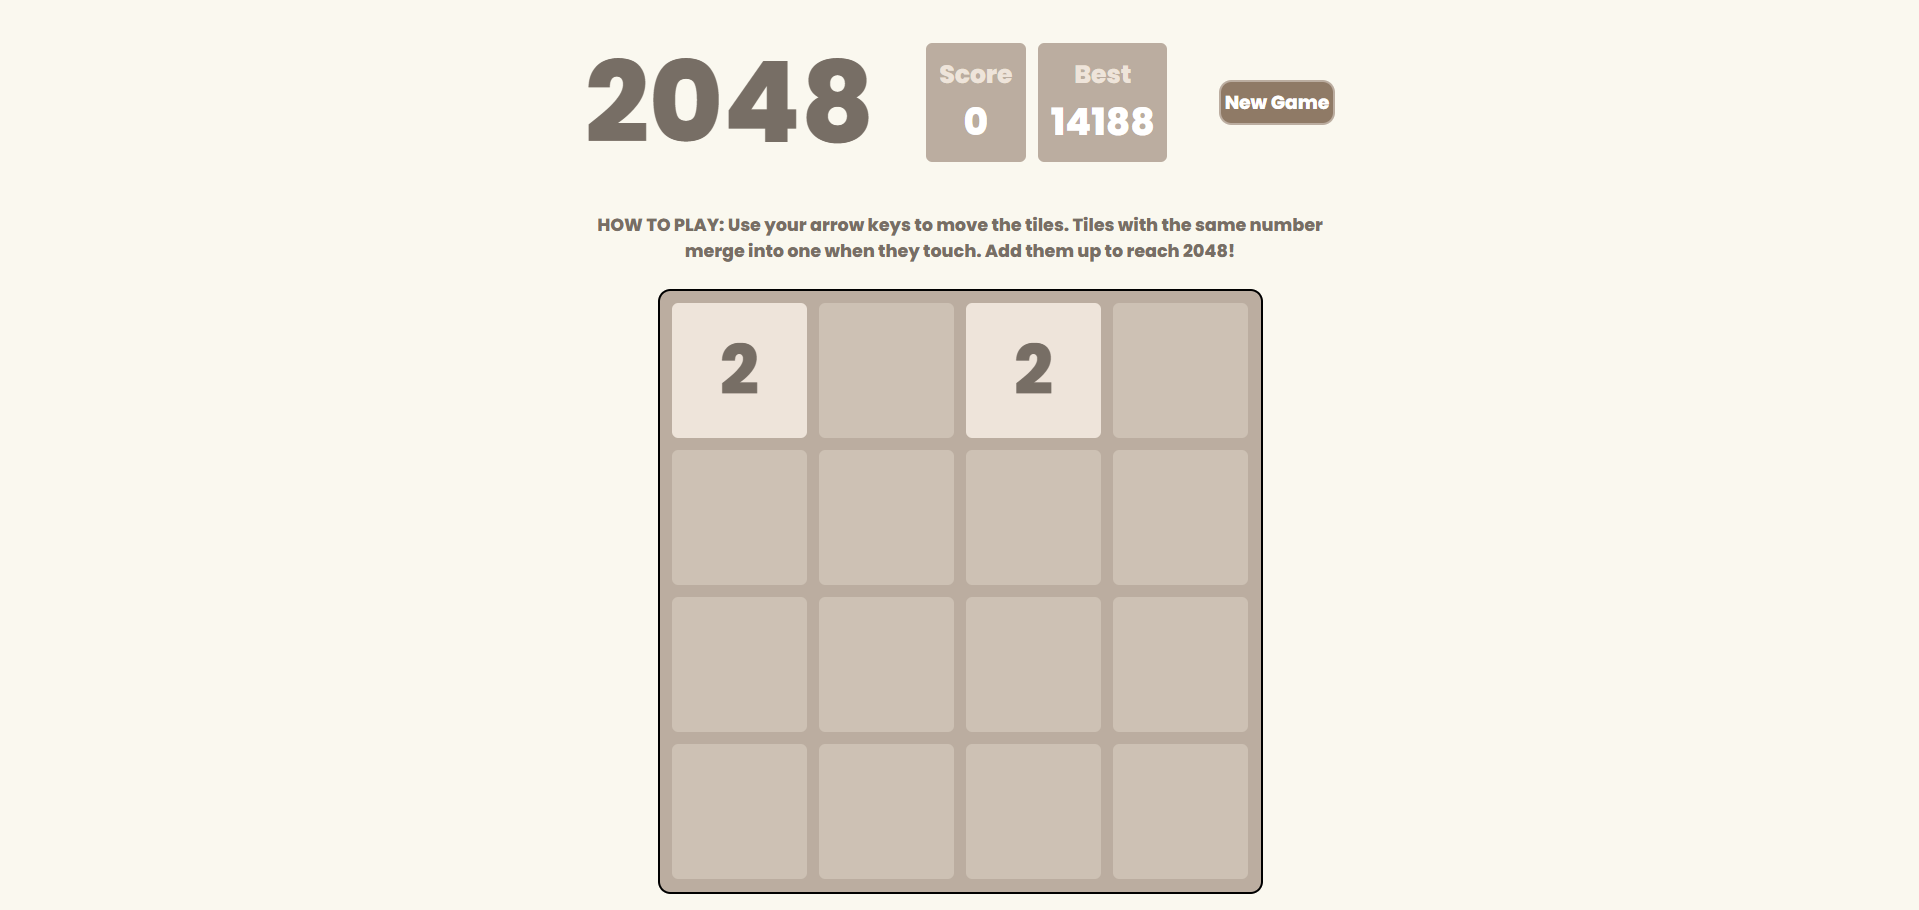 2048
Score
0
Best
14188
New Game
HOW TO PLAY: Use your arrow keys to move the tiles. Tiles with the same number
merge into one when they touch. Add them up to reach 2048!
2 2